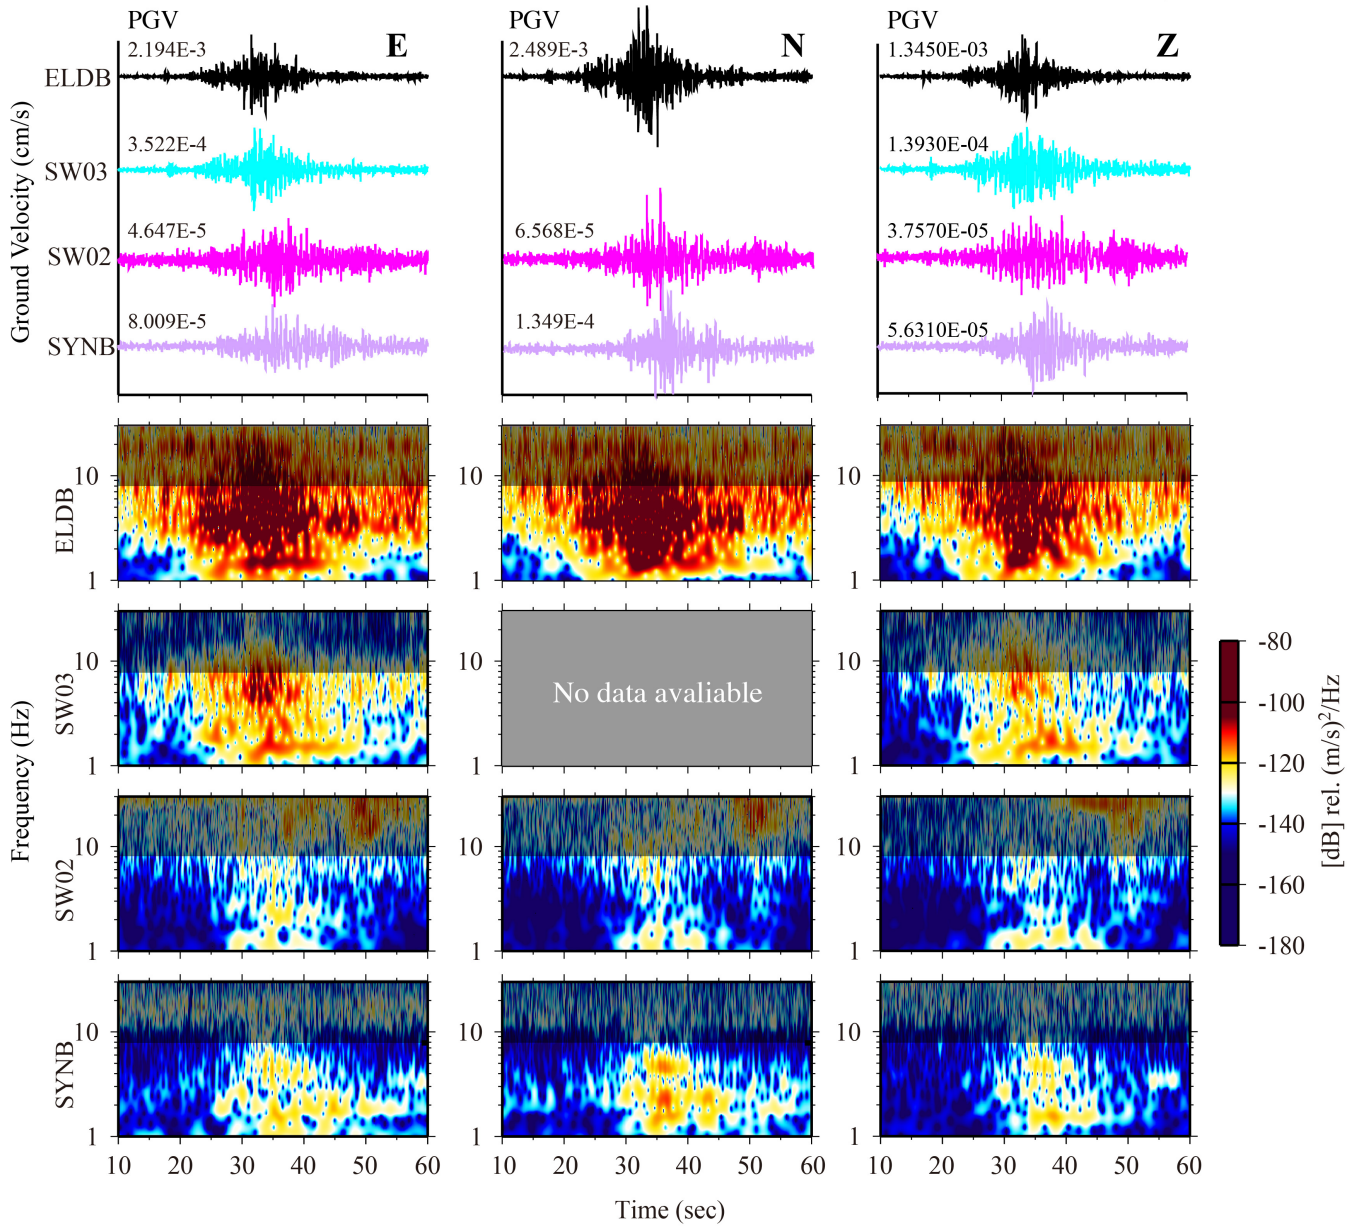 PGV
E
PGV
N
PGV
Z
2.194E-3
2.489E-3
1.3450E-03
ELDB
3.522E-4
1.3930E-04
SW03
4.647E-5
6.568E-5
3.7570E-05
SW02
8.009E-5
1.349E-4
5.6310E-05
SYNB
Ground Velocity (cm/s)
10
1
ELDB
10
1
10
1
10
1
SW03
No data avaliable
10
1
10
1
10
1
SW02
10
1
10
1
10
1
SYNB
10
1
10
1
Frequency (Hz)
10 20 30 40 50 60
10 20 30 40 50 60
10 20 30 40 50 60
Time (sec)
-80
-100
-120
-140
-160
-180
[dB] rel. (m/s)²/Hz